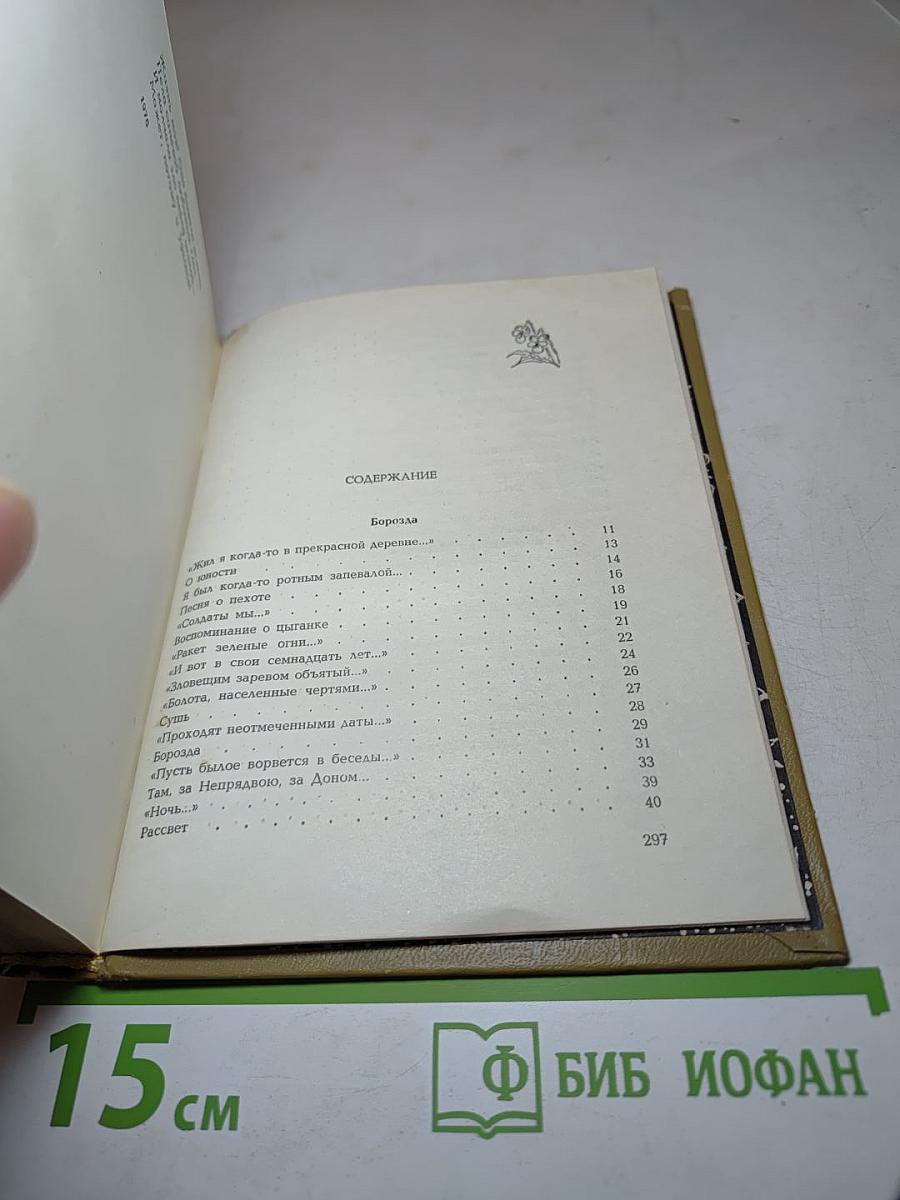 1978
СОДЕРЖАНИЕ
Борозда
«Жил я когда-то в прекрасной деревне...» 11
О юности 13
Я был когда-то ротным запевалой... 14
Песня о пехоте 16
«Солдаты мы...» 18
Воспоминание о цыганке 19
«Ракет зеленые огни...» 21
«И вот в свои семнадцать лет...» 22
«Зловещим заревом объятый...» 24
«Болота, населенные чертями...» 26
Сушь 27
«Проходят неотмеченными даты...» 28
Борозда 29
«Пусть былое ворвется в беседы...» 31
Там, за Непрядвою, за Доном... 33
«Ночь...» 39
Рассвет 40
297
15 см
Ф БИБ ИОФАН